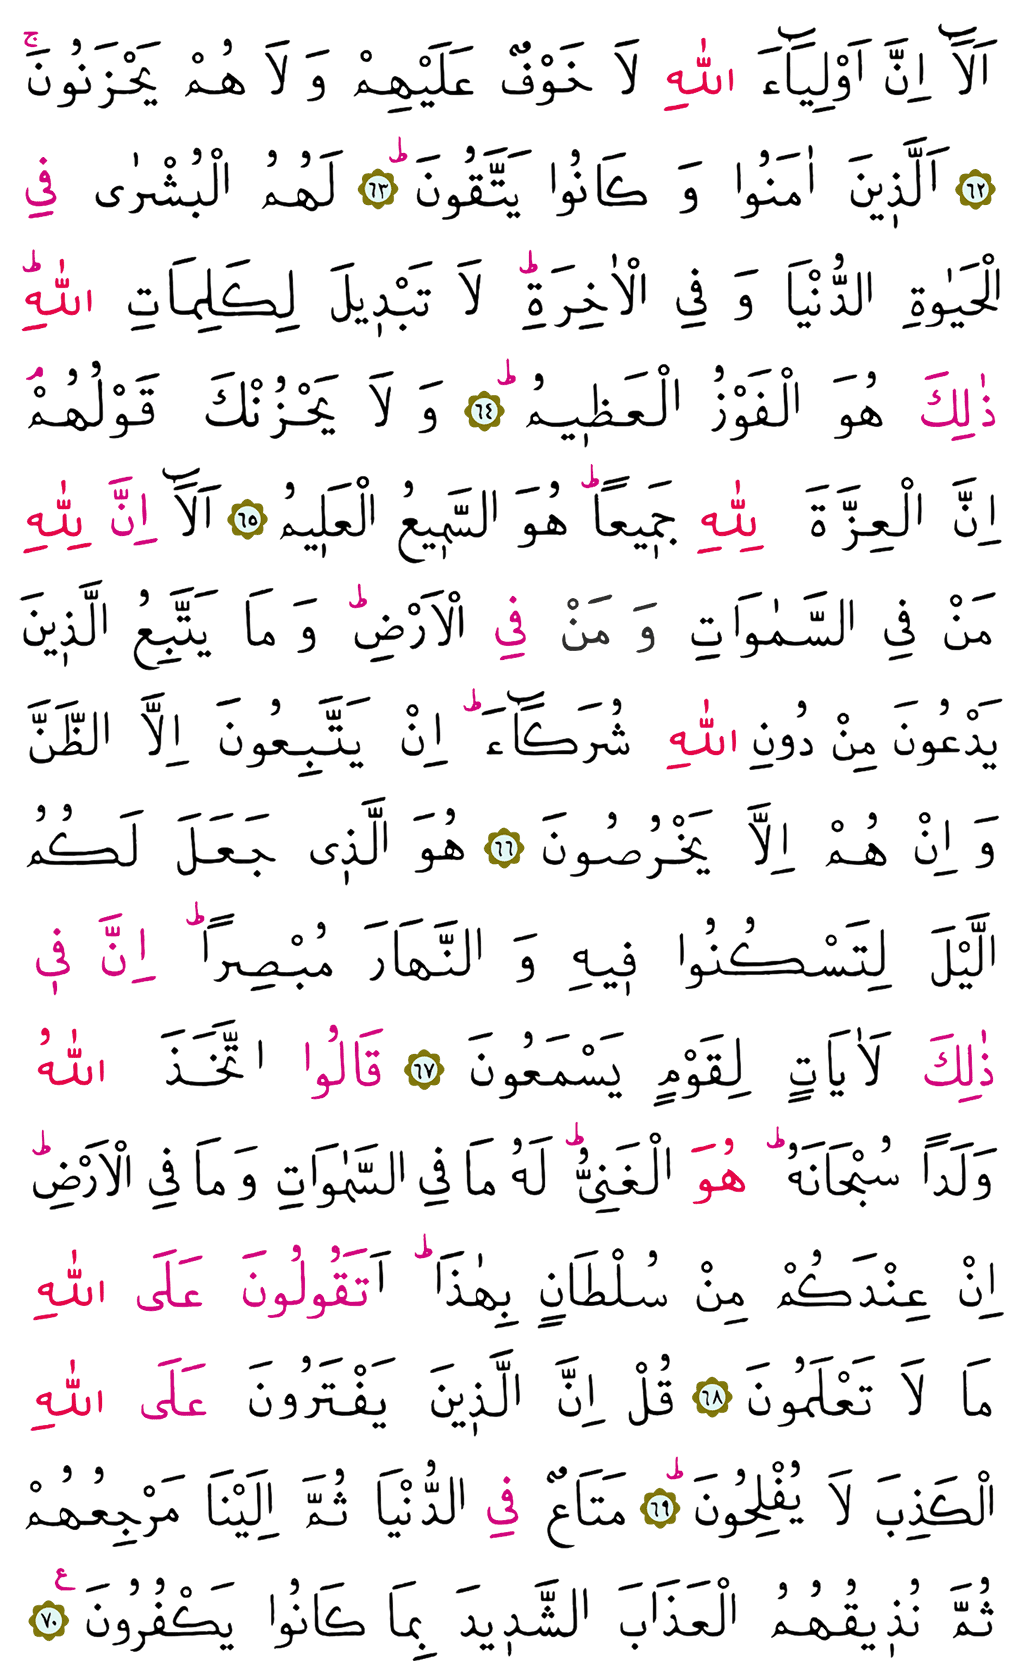 اَلَٓا اِنَّ اَوْلِيَٓاءَ اللّٰهِ لَا خَوْفٌ عَلَيْهِمْ وَ لَا هُمْ يَحْزَنُونَۚ
﴿٦٢﴾ اَلَّذ۪ينَ اٰمَنُوا وَ كَانُوا يَتَّقُونَۜ ﴿٦٣﴾ لَهُمُ الْبُشْرٰى فِي
الْحَيٰوةِ الدُّنْيَا وَ فِي الْاٰخِرَةِۜ لَا تَبْد۪يلَ لِكَلِمَاتِ اللّٰهِۜ
ذٰلِكَ هُوَ الْفَوْزُ الْعَظ۪يمُۜ ﴿٦٤﴾ وَ لَا يَحْزُنْكَ قَوْلُهُمْۢ
اِنَّ الْعِزَّةَ لِلّٰهِ جَم۪يعاًۜ هُوَ السَّم۪يعُ الْعَل۪يمُ ﴿٦٥﴾ اَلَٓا اِنَّ لِلّٰهِ
مَنْ فِي السَّمٰوَاتِ وَ مَنْ فِي الْاَرْضِۜ وَ مَا يَتَّبِعُ الَّذ۪ينَ
يَدْعُونَ مِنْ دُونِ اللّٰهِ شُرَكَٓاءَۜ اِنْ يَتَّبِعُونَ اِلَّا الظَّنَّ
وَ اِنْ هُمْ اِلَّا يَخْرُصُونَ ﴿٦٦﴾ هُوَ الَّذ۪ى جَعَلَ لَكُمُ
الَّيْلَ لِتَسْكُنُوا ف۪يهِ وَ النَّهَارَ مُبْصِراًۜ اِنَّ ف۪ي
ذٰلِكَ لَاٰيَاتٍ لِقَوْمٍ يَسْمَعُونَ ﴿٦٧﴾ قَالُوا اتَّخَذَ اللّٰهُ
وَلَداً سُبْحَانَهُۜ هُوَ الْغَنِيُّۜ لَهُ مَا فِي السَّمٰوَاتِ وَ مَا فِي الْاَرْضِۜ
اِنْ عِنْدَكُمْ مِنْ سُلْطَانٍ بِهٰذَاۜ اَتَقُولُونَ عَلَى اللّٰهِ
مَا لَا تَعْلَمُونَ ﴿٦٨﴾ قُلْ اِنَّ الَّذ۪ينَ يَفْتَرُونَ عَلَى اللّٰهِ
الْكَذِبَ لَا يُفْلِحُونَۜ ﴿٦٩﴾ مَتَاعٌ فِي الدُّنْيَا ثُمَّ اِلَيْنَا مَرْجِعُهُمْ
ثُمَّ نُذ۪يقُهُمُ الْعَذَابَ الشَّد۪يدَ بِمَا كَانُوا يَكْفُرُونَ ع ﴿٧٠﴾